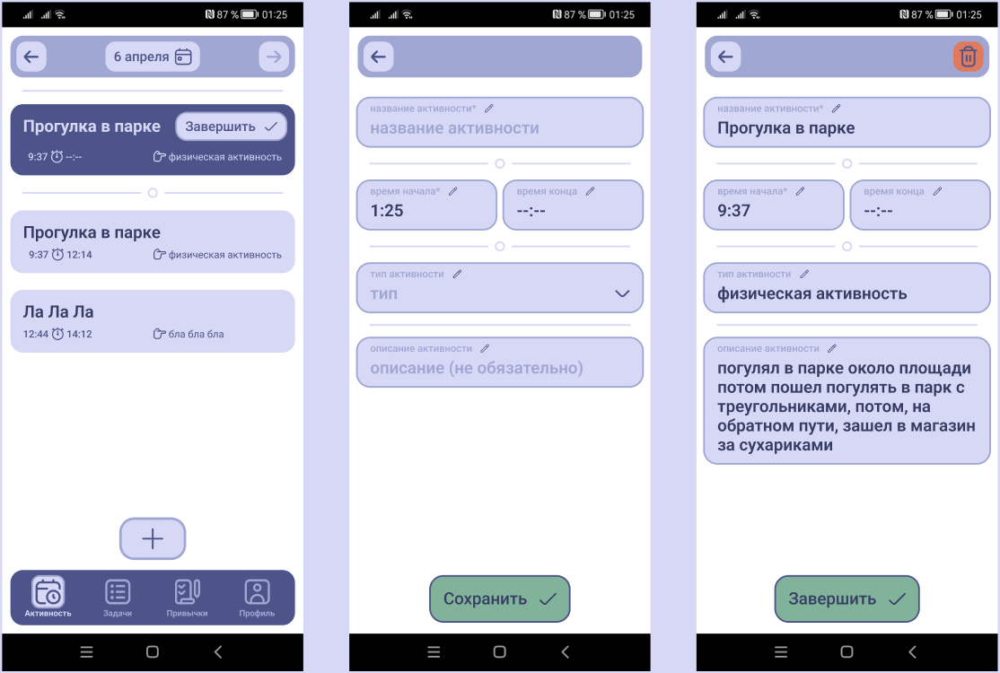 87 % 01:25
6 апреля
Прогулка в парке
Завершить
9:37 --:--
физическая активность
Прогулка в парке
9:37 12:14
физическая активность
Ла Ла Ла
12:44 14:12
бла бла бла
Активность
Задачи
Привычки
Профиль
87 % 01:25
название активности*
название активности
время начала*
1:25
время конца
--:--
тип активности
тип
описание активности
описание (не обязательно)
Сохранить
87 % 01:25
название активности*
Прогулка в парке
время начала*
9:37
время конца
--:--
тип активности
физическая активность
описание активности
погулял в парке около площади
потом пошел погулять в парк с
треугольниками, потом, на
обратном пути, зашел в магазин
за сухариками
Завершить